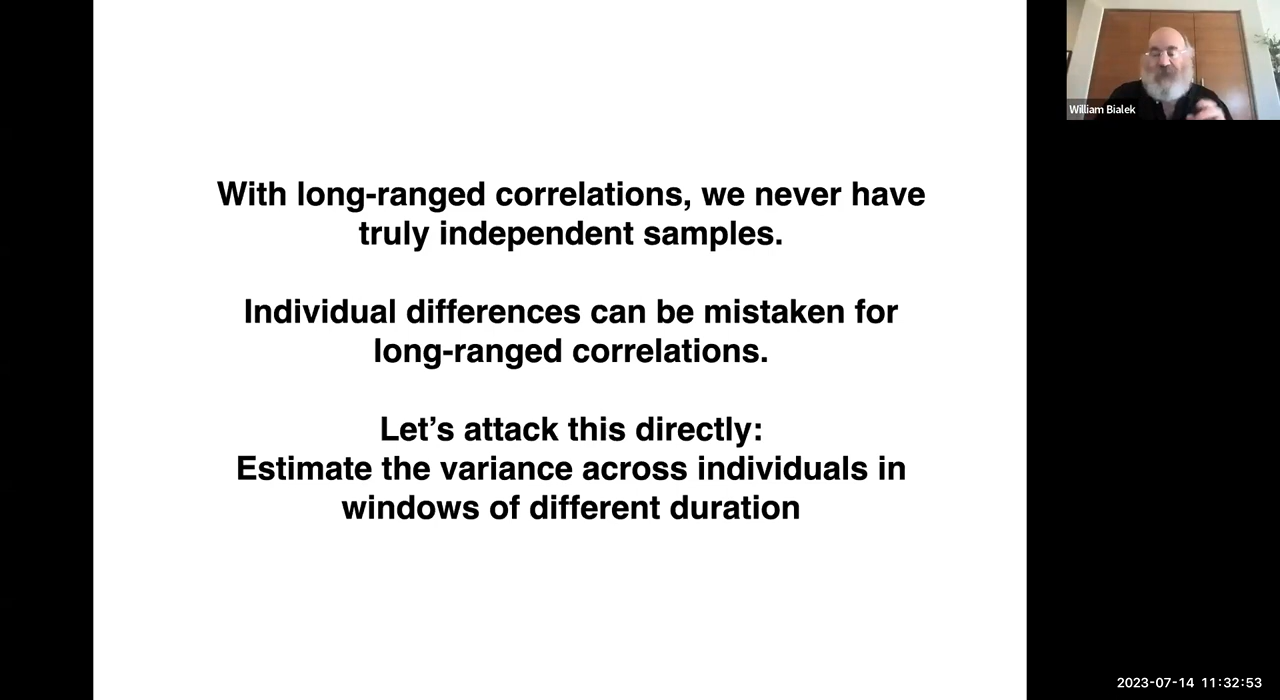 With long-ranged correlations, we never have
truly independent samples.
Individual differences can be mistaken for
long-ranged correlations.
Let’s attack this directly:
Estimate the variance across individuals in
windows of different duration
William Bialek
2023-07-14 11:32:53